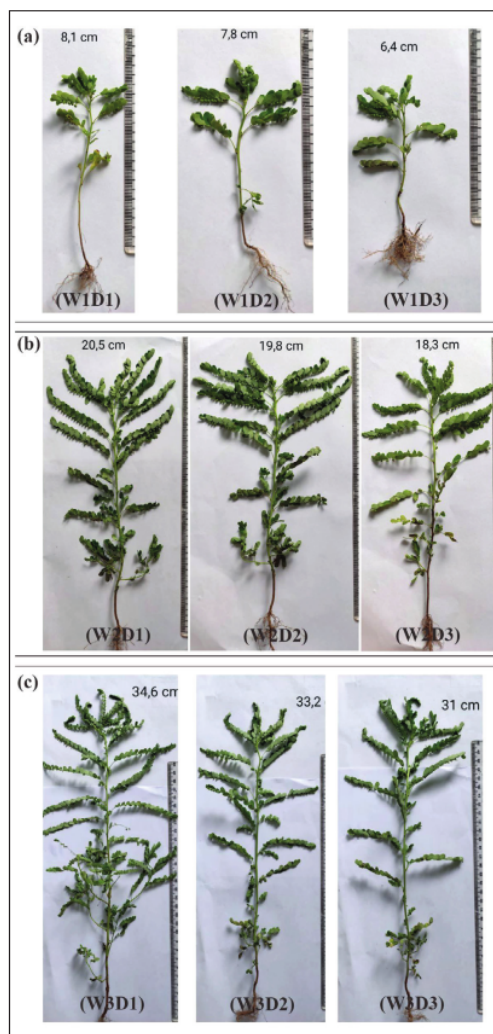 (a)
8,1 cm
7,8 cm
6,4 cm
(W1D1)
(W1D2)
(W1D3)
(b)
20,5 cm
19,8 cm
18,3 cm
(W2D1)
(W2D2)
(W2D3)
(c)
34,6 cm
33,2
31 cm
(W3D1)
(W3D2)
(W3D3)